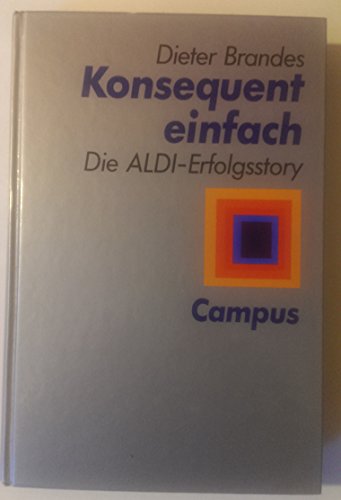 Dieter Brandes
Konsequent
einfach
Die ALDI-Erfolgsstory
Campus